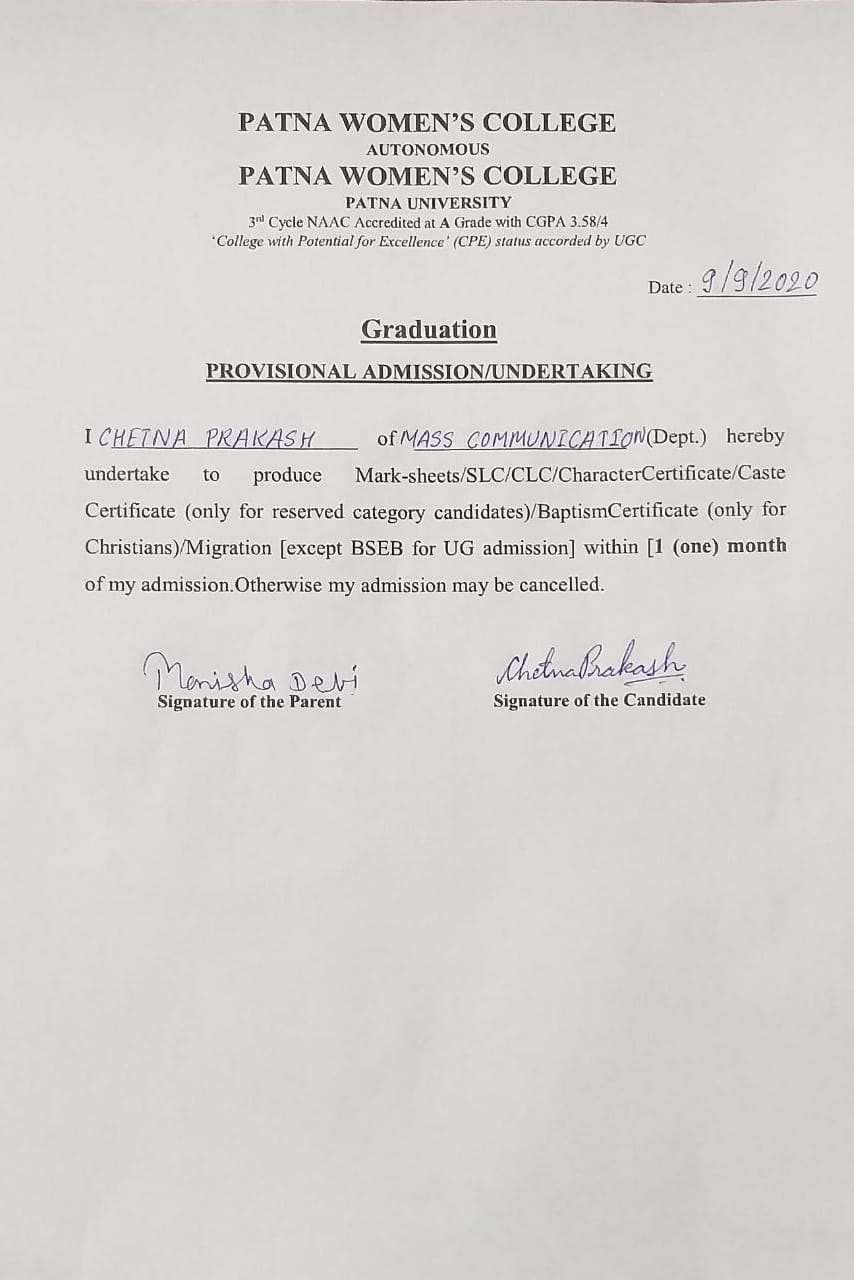 PATNA WOMEN'S COLLEGE
AUTONOMOUS
PATNA WOMEN'S COLLEGE
PATNA UNIVERSITY
3rd Cycle NAAC Accredited at A Grade with CGPA 3.58/4
'College with Potential for Excellence' (CPE) status accorded by UGC
Date : 9/9/2020
Graduation
PROVISIONAL ADMISSION/UNDERTAKING
I CHETNA PRAKASH of MASS COMMUNICATION (Dept.) hereby
undertake to produce Mark-sheets/SLC/CLC/CharacterCertificate/Caste
Certificate (only for reserved category candidates)/BaptismCertificate (only for
Christians)/Migration [except BSEB for UG admission] within [1 (one) month
of my admission.Otherwise my admission may be cancelled.
Manisha Devi ChetnaPrakash
Signature of the Parent Signature of the Candidate